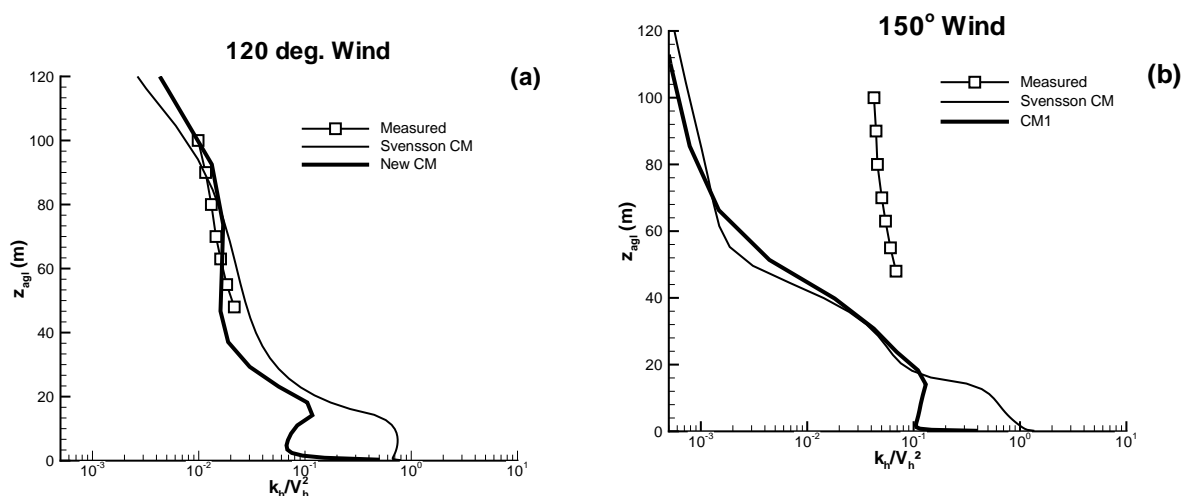 120 deg. Wind
(a)
Measured
Svensson CM
New CM
z_agl (m)
120
100
80
60
40
20
0
10^-3
10^-2
10^-1
10^0
10^1
k_h/V_h^2
150° Wind
(b)
Measured
Svensson CM
CM1
z_agl (m)
120
100
80
60
40
20
0
10^-3
10^-2
10^-1
10^0
10^1
k_h/V_h^2